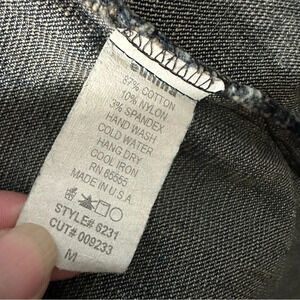 87% COTTON
10% NYLON
3% SPANDEX
HAND WASH
COLD WATER
HANG DRY
COOL IRON
RN 85555
MADE IN U.S.A
STYLE# 6231
CUT# 009233
M